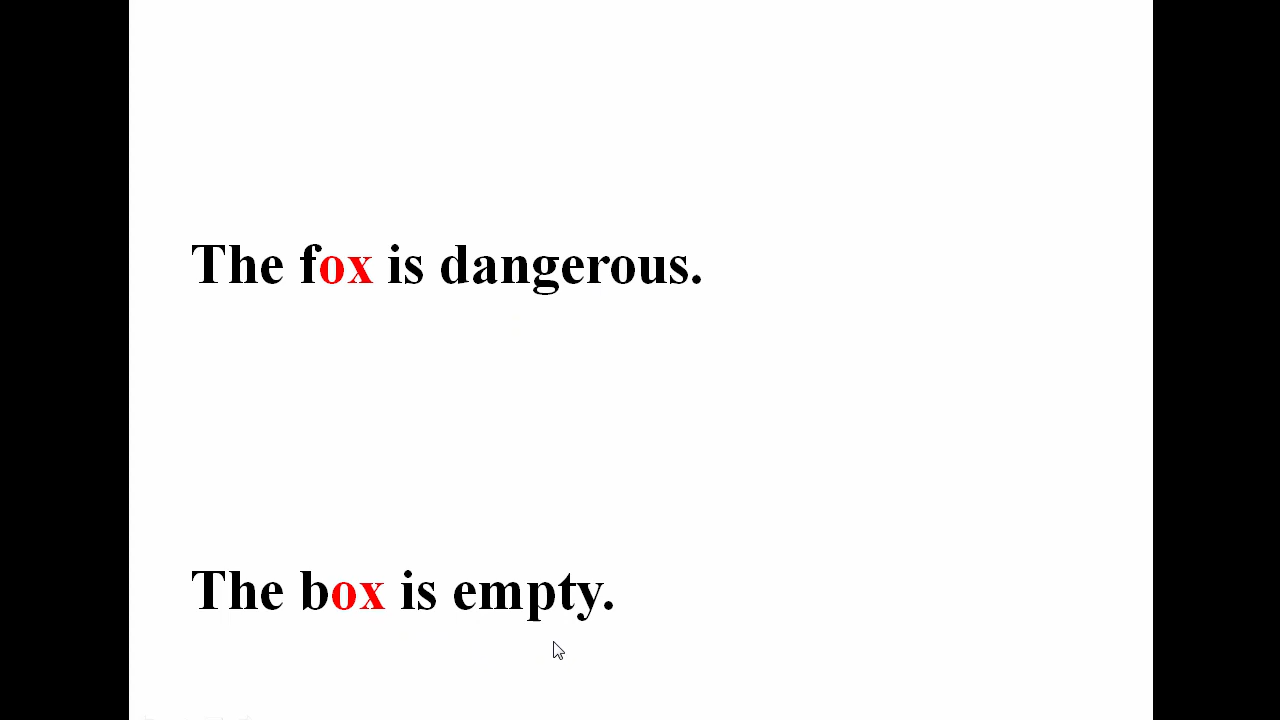 The fox is dangerous.
The box is empty.